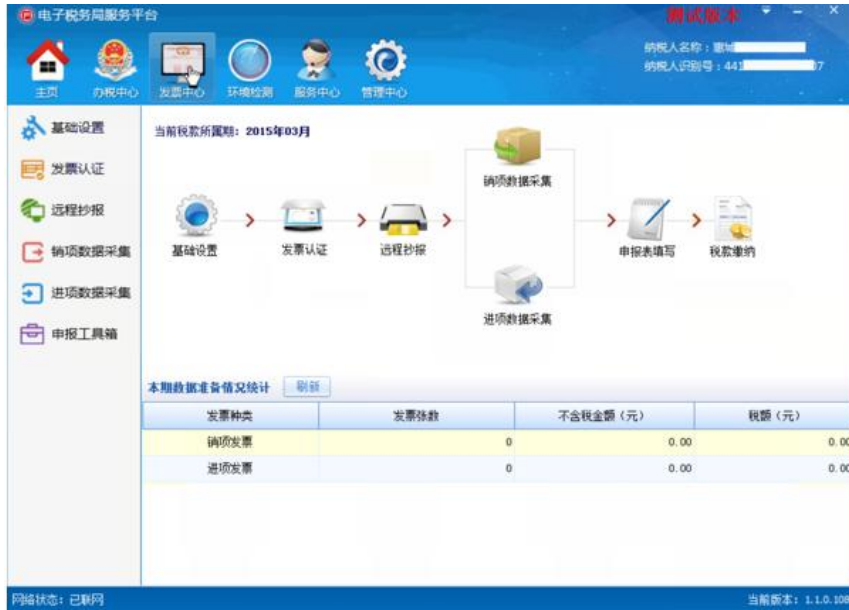 电子税务局服务平台
测试版本
纳税人名称：惠城
纳税人识别号：441 07
主页 办税中心 发票中心 环境检测 服务中心 管理中心
基础设置
发票认证
远程抄报
销项数据采集
进项数据采集
申报工具箱
当前税款所属期：2015年03月
销项数据采集
基础设置 发票认证 远程抄报 申报表填写 税款缴纳
进项数据采集
本期数据准备情况统计 刷新
发票种类 发票张数 不含税金额（元） 税额（元）
销项发票 0 0.00 0.00
进项发票 0 0.00 0.00
网络状态：已联网 当前版本：1.1.0.108